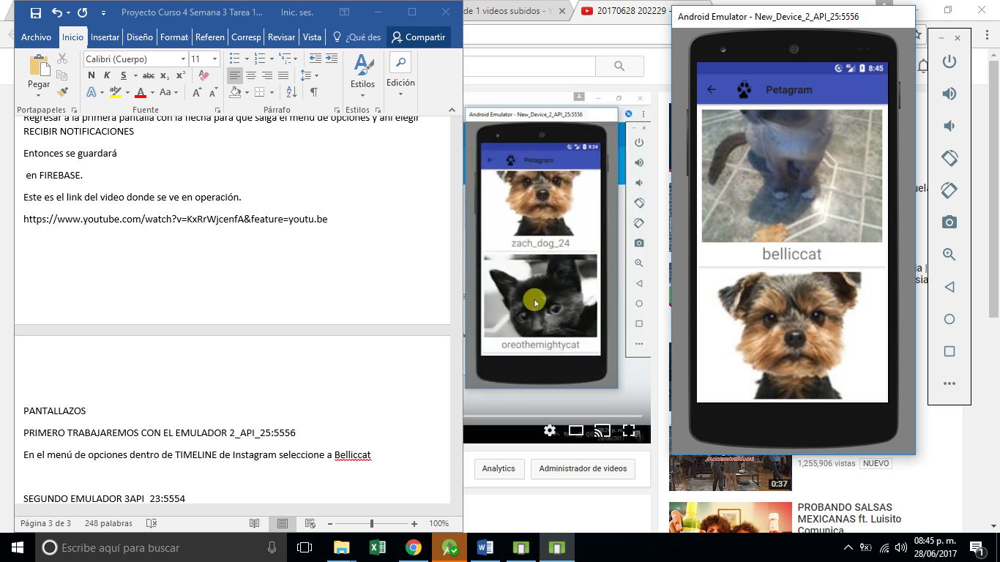 Proyecto Curso 4 Semana 3 Tarea 1...
Inic. ses.
Archivo
Inicio
Insertar
Diseño
Format
Referen
Corresp
Revisar
Vista
¿Qué des
Compartir
Pegar
Calibri (Cuerpo)
11
N K S abc x₂ x²
Aa
Estilos
Edición
Portapapeles
Fuente
Párrafo
Estilos
Regresar a la primera pantalla con la flecha para que salga el menú de opciones y ahí elegir
RECIBIR NOTIFICACIONES
Entonces se guardará
en FIREBASE.
Este es el link del video donde se ve en operación.
https://www.youtube.com/watch?v=KxRrWjcenfA&feature=youtu.be
PANTALLAZOS
PRIMERO TRABAJAREMOS CON EL EMULADOR 2_API_25:5556
En el menú de opciones dentro de TIMELINE de Instagram seleccione a Belliccat
SEGUNDO EMULADOR 3API_23:5554
Página 3 de 3
248 palabras
100%
de 1 videos subidos - Y
20170628 202229 -
Android Emulator - New_Device_2_API_25:5556
8:24
Petagram
zach_dog_24
oreothemightycat
28/06/2017
Analytics
Administrador de videos
Android Emulator - New_Device_2_API_25:5556
4G
8:45
Petagram
belliccat
1,255,906 vistas
NUEVO
0:37
PROBANDO SALSAS
MEXICANAS ft. Luisito
Comunica
Escribe aquí para buscar
08:45 p. m.
28/06/2017
1